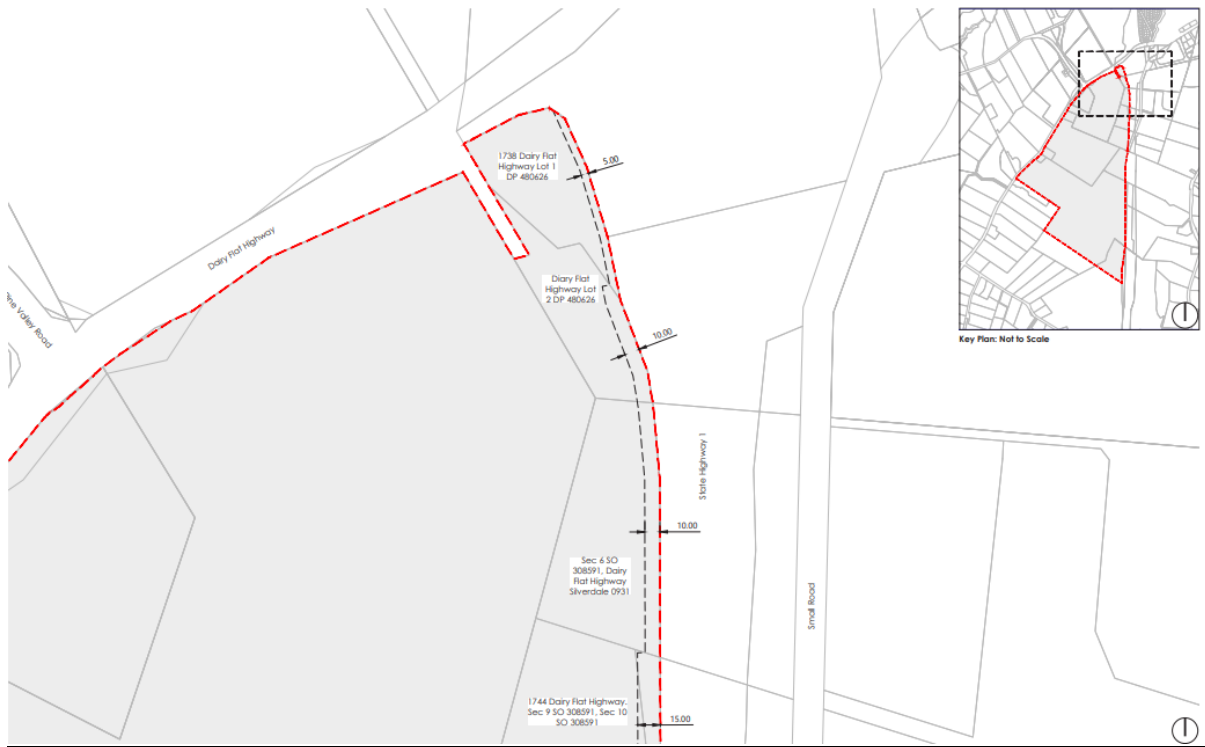 1738 Dairy Flat
Highway Lot 1
DP 480626
5.00
Dairy Flat Highway
Diary Flat
Highway Lot
2 DP 480626
Pine Valley Road
10.00
Key Plan: Not to Scale
State Highway 1
10.00
Sec 6 SO
308591, Dairy
Flat Highway
Silverdale 0931
Small Road
1744 Dairy Flat Highway.
Sec 9 SO 308591, Sec 10
SO 308591
15.00